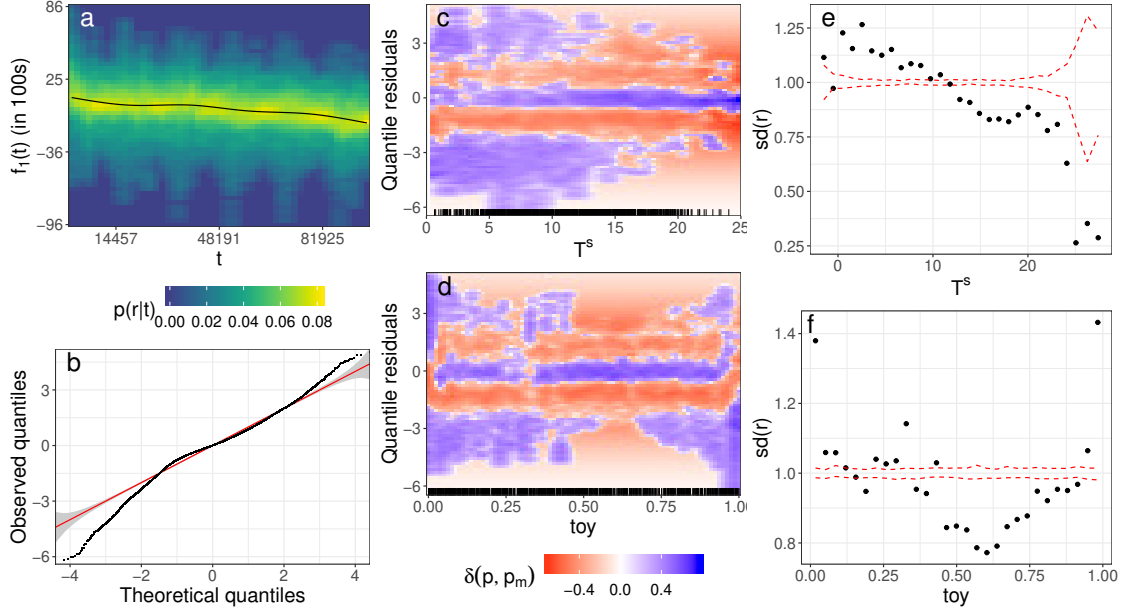 a
86
25
−36
−96
f₁(t) (in 100s)
14457
48191
81925
t
p(r|t)
0.00 0.02 0.04 0.06 0.08
b
3
0
−3
−6
Observed quantiles
−4
−2
0
2
4
Theoretical quantiles
c
3
0
−3
−6
Quantile residuals
0
5
10
15
20
25
Tˢ
d
3
0
−3
−6
Quantile residuals
0.00
0.25
0.50
0.75
1.00
toy
δ(p, pₘ)
−0.4 0.0 0.4
e
1.25
1.00
0.75
0.50
0.25
sd(r)
0
10
20
Tˢ
f
1.4
1.2
1.0
0.8
sd(r)
0.00
0.25
0.50
0.75
1.00
toy